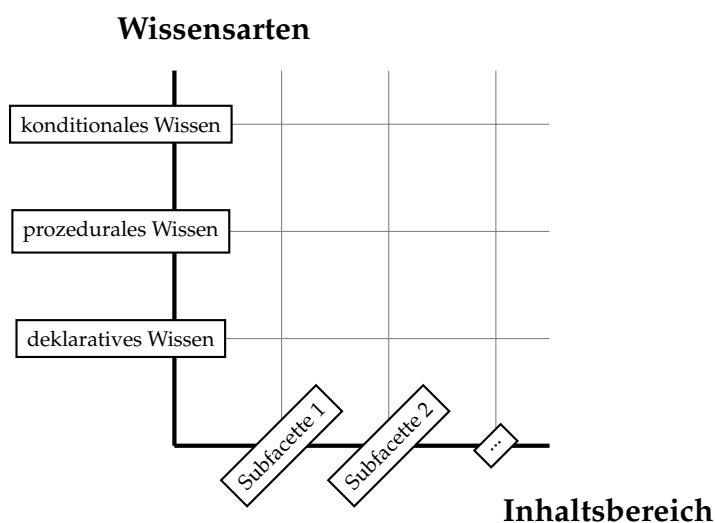 Wissensarten
konditionales Wissen
prozedurales Wissen
deklaratives Wissen
Subfacette 1
Subfacette 2
...
Inhaltsbereich